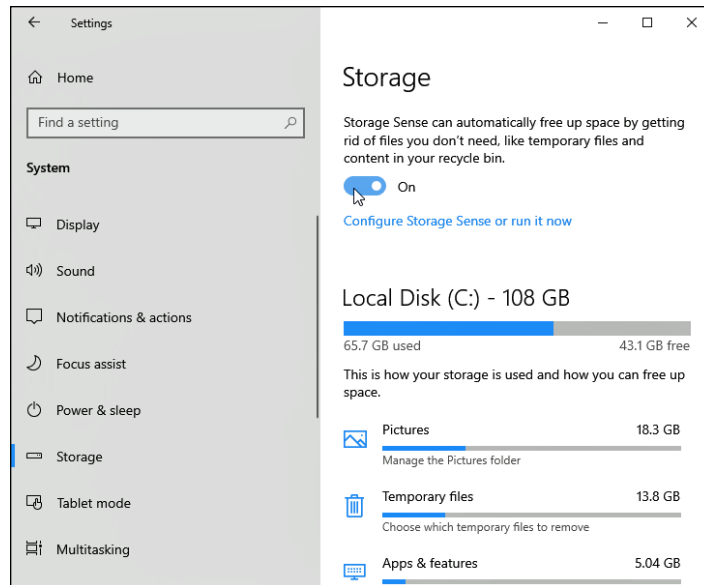 Settings
Home
Find a setting
System
Display
Sound
Notifications & actions
Focus assist
Power & sleep
Storage
Tablet mode
Multitasking
Storage
Storage Sense can automatically free up space by getting
rid of files you don't need, like temporary files and
content in your recycle bin.
On
Configure Storage Sense or run it now
Local Disk (C:) - 108 GB
65.7 GB used 43.1 GB free
This is how your storage is used and how you can free up
space.
Pictures 18.3 GB
Manage the Pictures folder
Temporary files 13.8 GB
Choose which temporary files to remove
Apps & features 5.04 GB